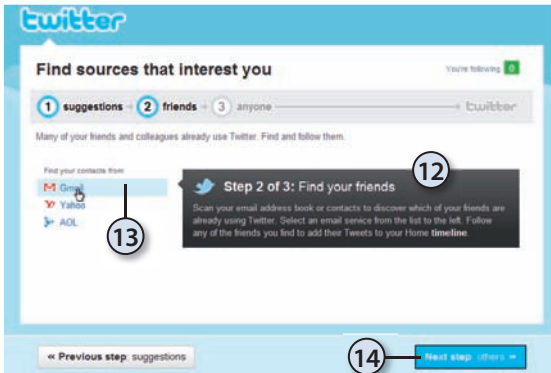 twitter
Find sources that interest you
You're following 0
1 suggestions 2 friends 3 anyone twitter
Many of your friends and colleagues already use Twitter. Find and follow them.
Find your contacts from
Gmail
Yahoo
AOL
12
Step 2 of 3: Find your friends
Scan your email address book or contacts to discover which of your friends are
already using Twitter. Select an email service from the list to the left. Follow
any of the friends you find to add their Tweets to your Home timeline.
13
« Previous step: suggestions
14
Next step: others »